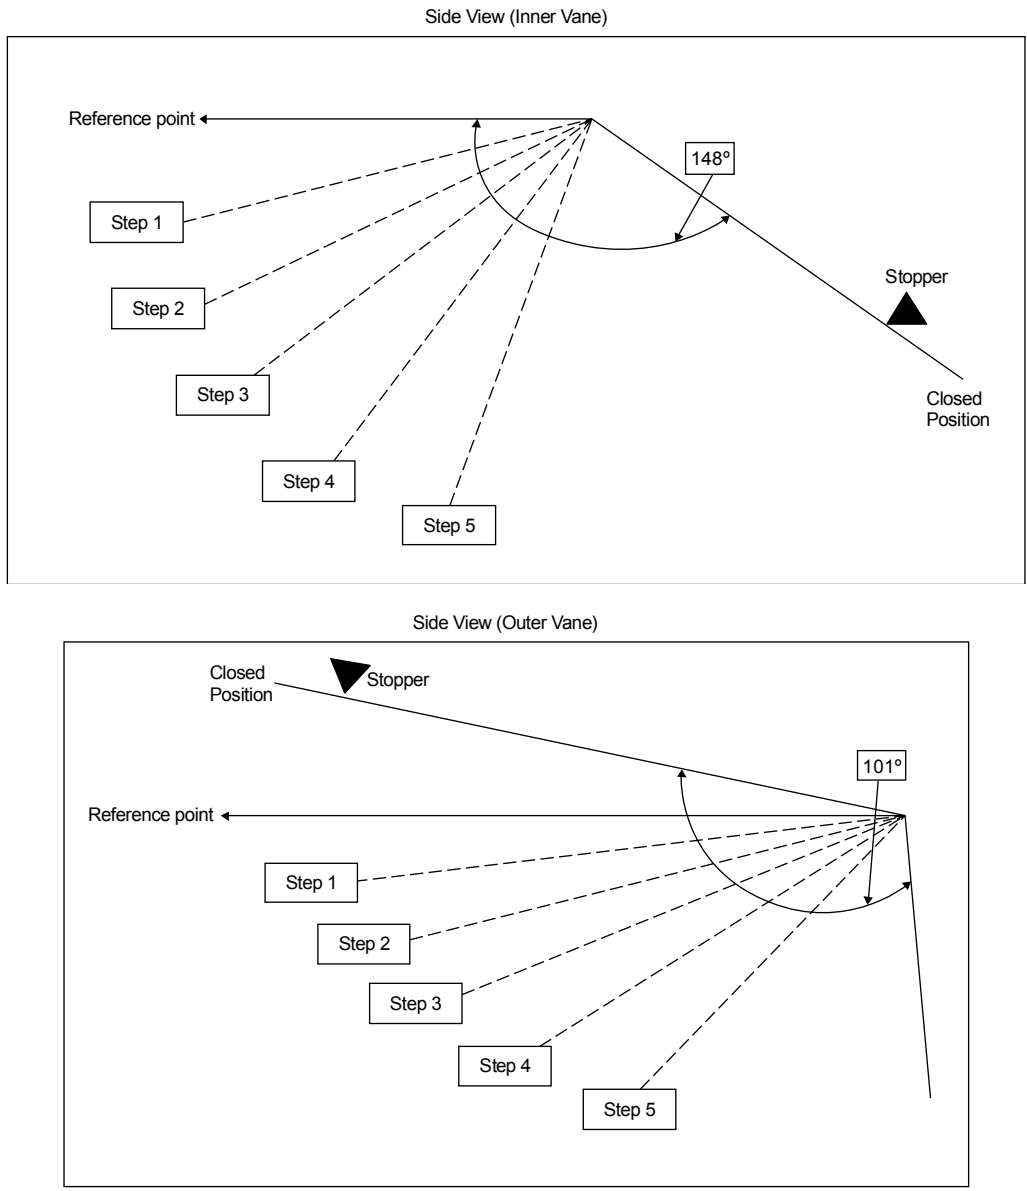 Side View (Inner Vane)
Reference point
148º
Step 1
Stopper
Step 2
Step 3
Closed
Position
Step 4
Step 5
Side View (Outer Vane)
Closed
Position
Stopper
101º
Reference point
Step 1
Step 2
Step 3
Step 4
Step 5